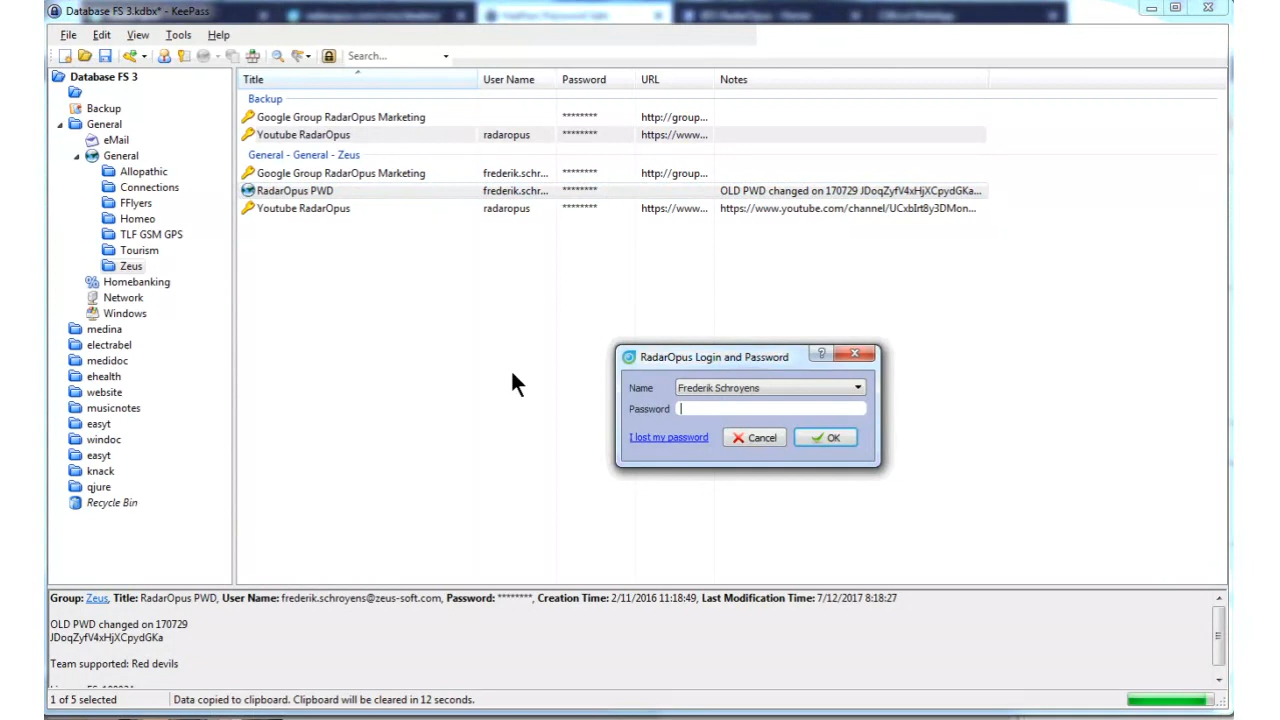 Database FS 3.kdbx* - KeePass
File Edit View Tools Help
Search...
Database FS 3
Backup
General
eMail
General
Allopathic
Connections
FFlyers
Homeo
TLF GSM GPS
Tourism
Zeus
Homebanking
Network
Windows
medina
electrabel
medidoc
ehealth
website
musicnotes
easyt
windoc
easyt
knack
qjure
Recycle Bin
Title User Name Password URL Notes
Backup
Google Group RadarOpus Marketing ******** http://group...
Youtube RadarOpus radaropus ******** https://www...
General - General - Zeus
Google Group RadarOpus Marketing frederik.schr... ******** http://group...
RadarOpus PWD frederik.schr... ******** OLD PWD changed on 170729 JDoqZyfV4xHjXCpydGKa...
Youtube RadarOpus radaropus ******** https://www... https://www.youtube.com/channel/UCxbIrt8y3DMon...
RadarOpus Login and Password
Name Frederik Schroyens
Password
I lost my password Cancel OK
Group: Zeus, Title: RadarOpus PWD, User Name: frederik.schroyens@zeus-soft.com, Password: ********, Creation Time: 2/11/2016 11:18:49, Last Modification Time: 7/12/2017 8:18:27
OLD PWD changed on 170729
JDoqZyfV4xHjXCpydGKa
Team supported: Red devils
1 of 5 selected Data copied to clipboard. Clipboard will be cleared in 12 seconds.